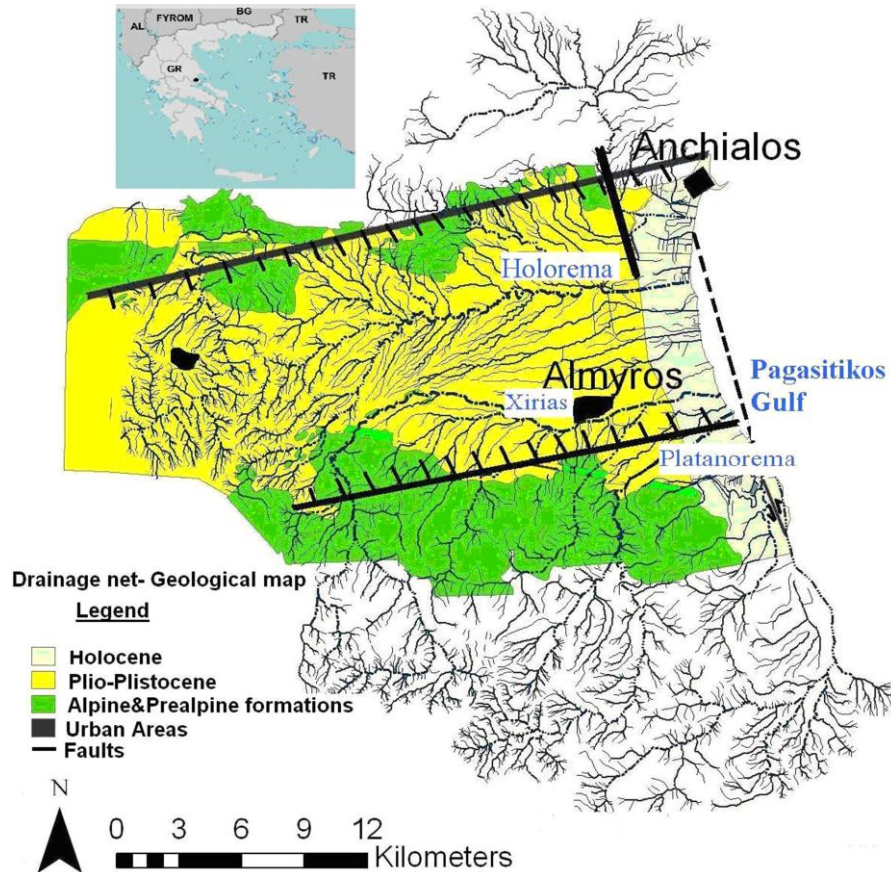 FYROM
BG
TR
AL
GR
TR
Anchialos
Holorema
Almyros
Xirias
Pagasitikos
Gulf
Platanorema
Drainage net- Geological map
Legend
Holocene
Plio-Plistocene
Alpine&Prealpine formations
Urban Areas
Faults
N
0 3 6 9 12
Kilometers